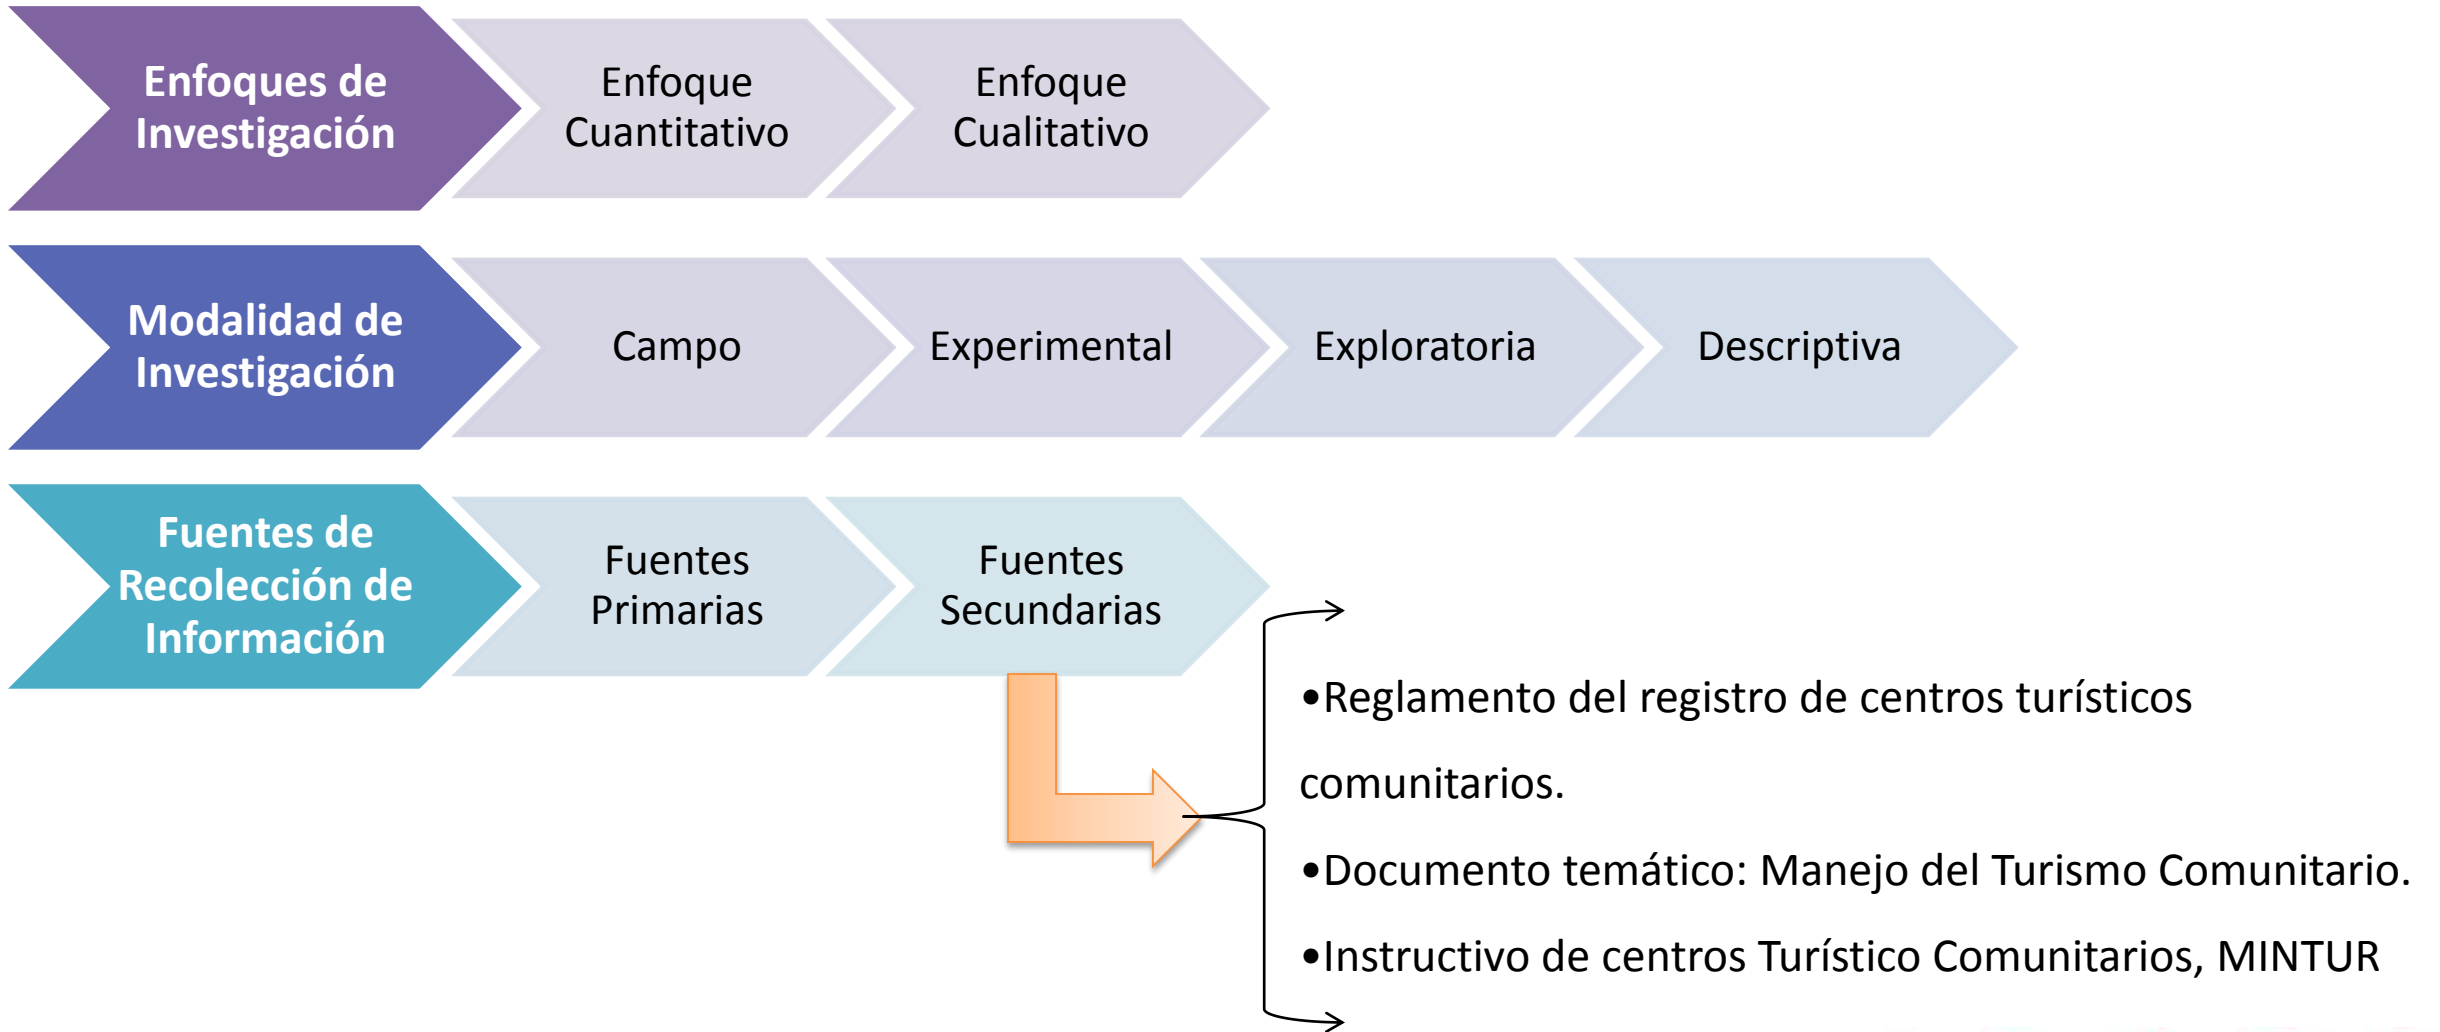 Enfoques de
Investigación
Enfoque
Cuantitativo
Enfoque
Cualitativo
Modalidad de
Investigación
Campo
Experimental
Exploratoria
Descriptiva
Fuentes de
Recolección de
Información
Fuentes
Primarias
Fuentes
Secundarias
•Reglamento del registro de centros turísticos
comunitarios.
•Documento temático: Manejo del Turismo Comunitario.
•Instructivo de centros Turístico Comunitarios, MINTUR